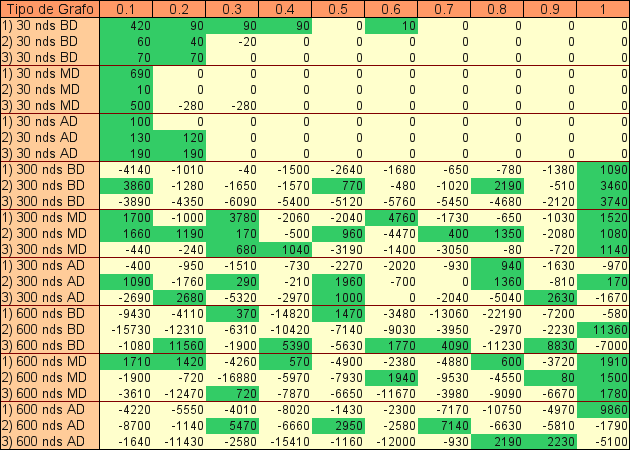 Tipo de Grafo 0.1 0.2 0.3 0.4 0.5 0.6 0.7 0.8 0.9 1
1) 30 nds BD 420 90 90 90 0 10 0 0 0 0
2) 30 nds BD 60 40 -20 0 0 0 0 0 0 0
3) 30 nds BD 70 70 0 0 0 0 0 0 0 0
1) 30 nds MD 690 0 0 0 0 0 0 0 0 0
2) 30 nds MD 10 0 0 0 0 0 0 0 0 0
3) 30 nds MD 500 -280 -280 0 0 0 0 0 0 0
1) 30 nds AD 100 0 0 0 0 0 0 0 0 0
2) 30 nds AD 130 120 0 0 0 0 0 0 0 0
3) 30 nds AD 190 190 0 0 0 0 0 0 0 0
1) 300 nds BD -4140 -1010 -40 -1500 -2640 -1680 -650 -780 -1380 1090
2) 300 nds BD 3860 -1280 -1650 -1570 770 -480 -1020 2190 -510 3460
3) 300 nds BD -3890 -4350 -6090 -5400 -5120 -5760 -5450 -4680 -2120 3740
1) 300 nds MD 1700 -1000 3780 -2060 -2040 4760 -1730 -650 -1030 1520
2) 300 nds MD 1660 1190 170 -500 960 -4470 400 1350 -2080 1080
3) 300 nds MD -440 -240 680 1040 -3190 -1400 -3050 -80 -720 1140
1) 300 nds AD -400 -950 -1510 -730 -2270 -2020 -930 940 -1630 -970
2) 300 nds AD 1090 -1760 290 -210 1960 -700 0 1360 -810 170
3) 300 nds AD -2690 2680 -5320 -2970 1000 0 -2040 -5040 2630 -1670
1) 600 nds BD -9430 -4110 370 -14820 1470 -3480 -13060 -22190 -7200 -580
2) 600 nds BD -15730 -12310 -6310 -10420 -7140 -9030 -3950 -2970 -2230 11360
3) 600 nds BD -1080 11560 -1900 5390 -5630 1770 4090 -11230 8830 -7000
1) 600 nds MD 1710 1420 -4260 570 -4900 -2380 -4880 600 -3720 1910
2) 600 nds MD -1900 -720 -16880 -5970 -7930 1940 -9530 -4550 80 1500
3) 600 nds MD -3610 -12470 720 -7870 -6650 -11670 -3980 -9090 -6670 1780
1) 600 nds AD -4220 -5550 -4010 -8020 -1430 -2300 -7170 -10750 -4970 9860
2) 600 nds AD -8700 -1140 5470 -6660 2950 -2580 7140 -6630 -5810 -1790
3) 600 nds AD -1640 -11430 -2580 -15410 -1160 -12000 -930 2190 2230 -5100